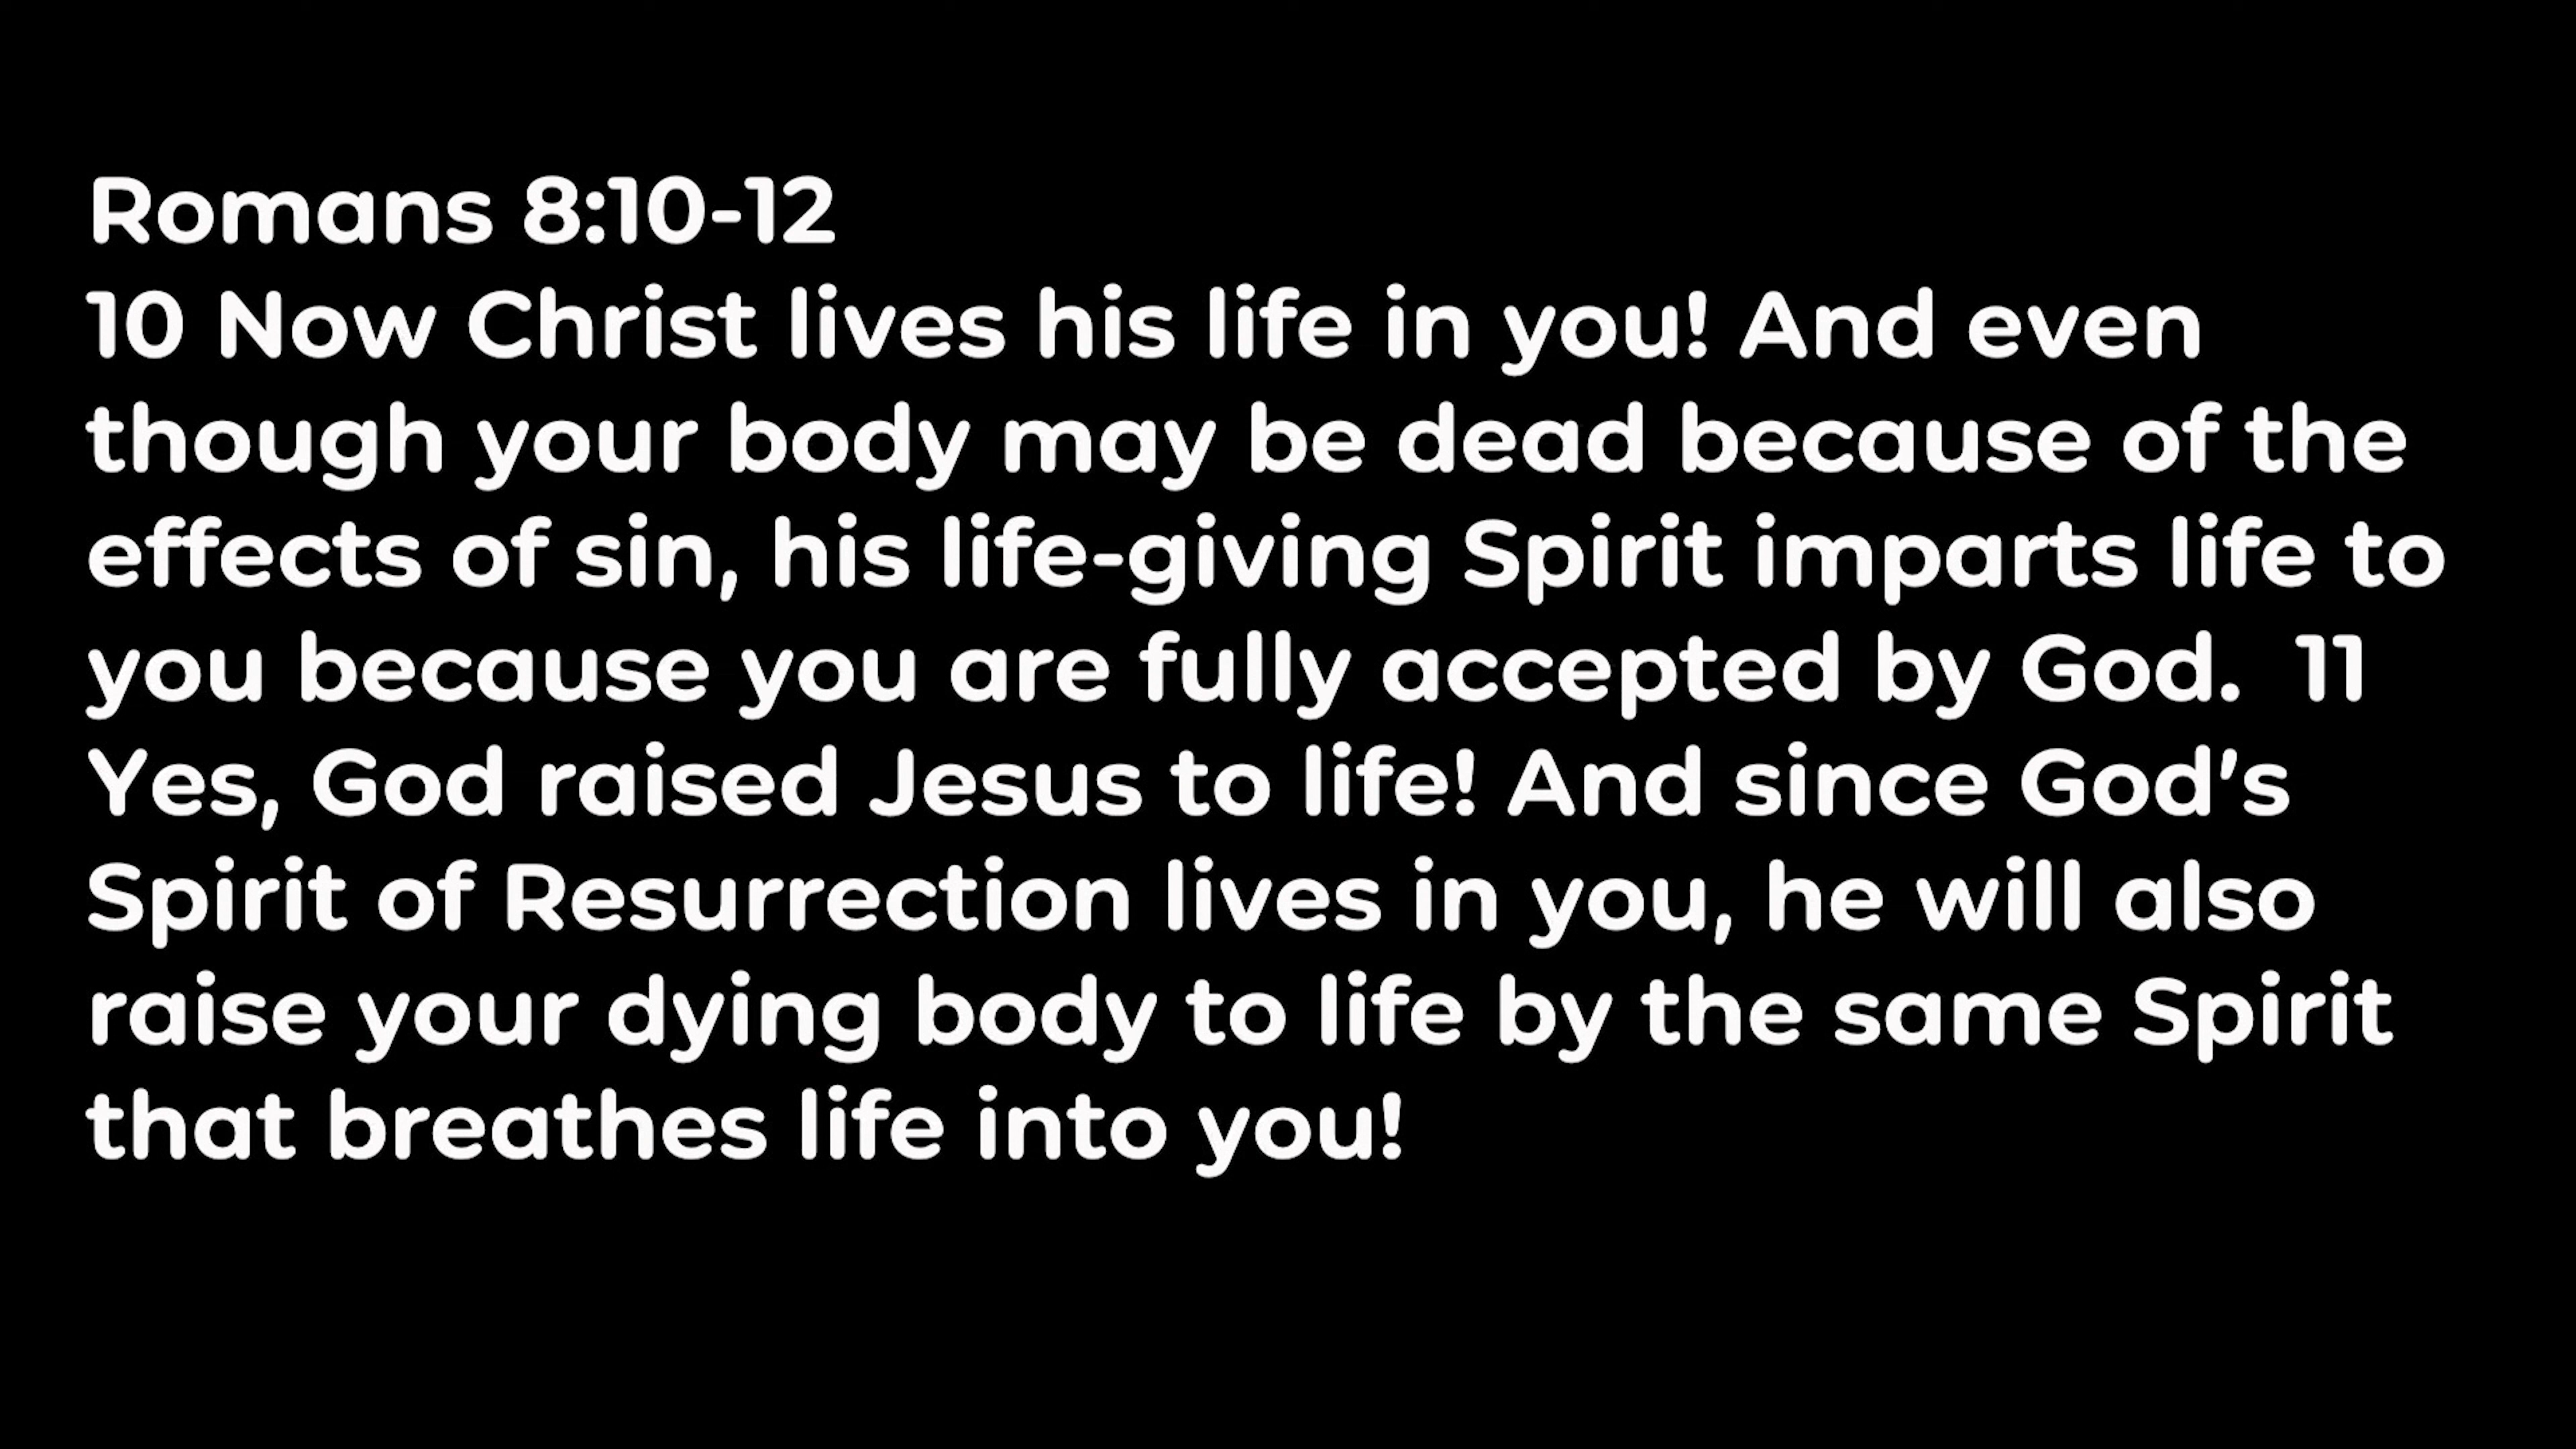 Romans 8:10-12
10 Now Christ lives his life in you! And even
though your body may be dead because of the
effects of sin, his life-giving Spirit imparts life to
you because you are fully accepted by God.  11
Yes, God raised Jesus to life! And since God's
Spirit of Resurrection lives in you, he will also
raise your dying body to life by the same Spirit
that breathes life into you!